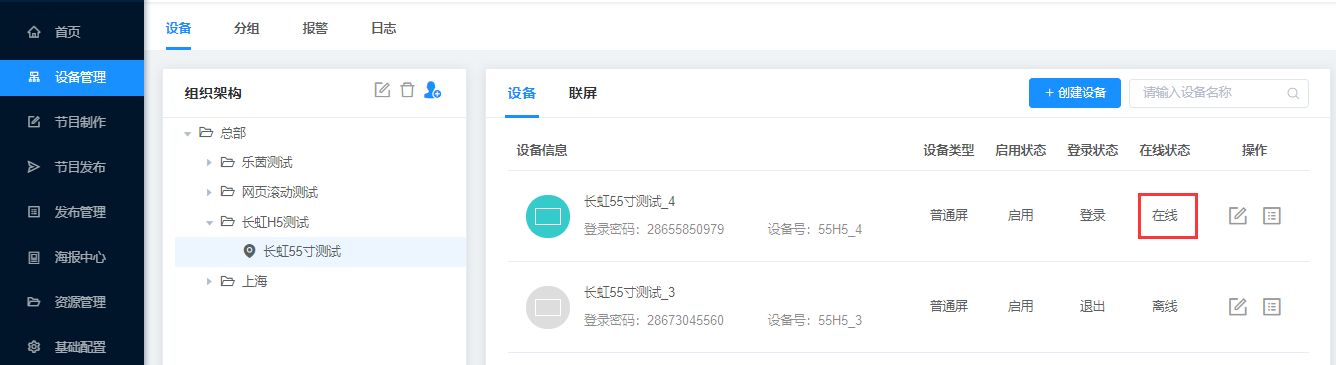 首页
设备管理
节目制作
节目发布
发布管理
海报中心
资源管理
基础配置
设备 分组 报警 日志
组织架构
总部
乐茵测试
网页滚动测试
长虹H5测试
长虹55寸测试
上海
设备 联屏
+ 创建设备 请输入设备名称
设备信息 设备类型 启用状态 登录状态 在线状态 操作
长虹55寸测试_4
登录密码：28655850979 设备号：55H5_4
普通屏 启用 登录 在线
长虹55寸测试_3
登录密码：28673045560 设备号：55H5_3
普通屏 启用 退出 离线